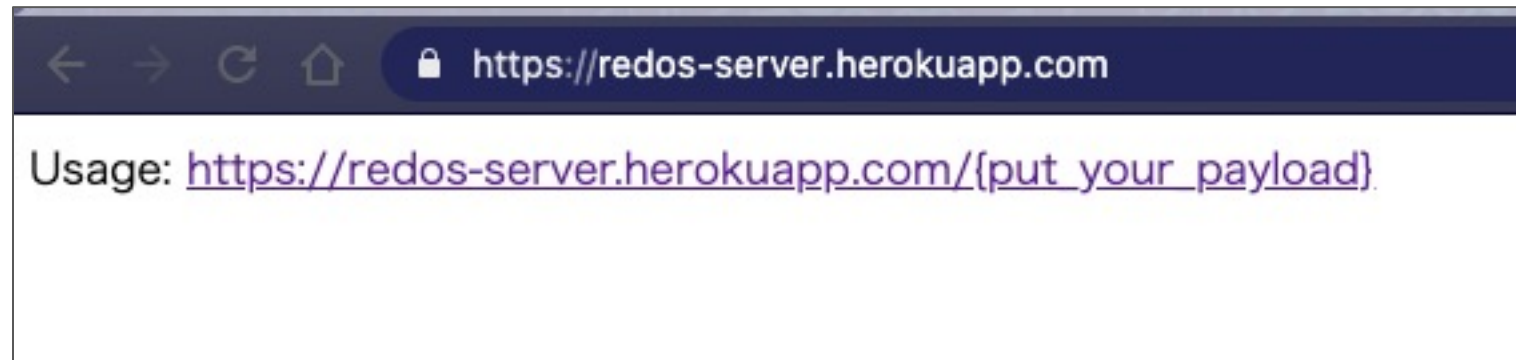 https://redos-server.herokuapp.com
Usage: https://redos-server.herokuapp.com/{put_your_payload}